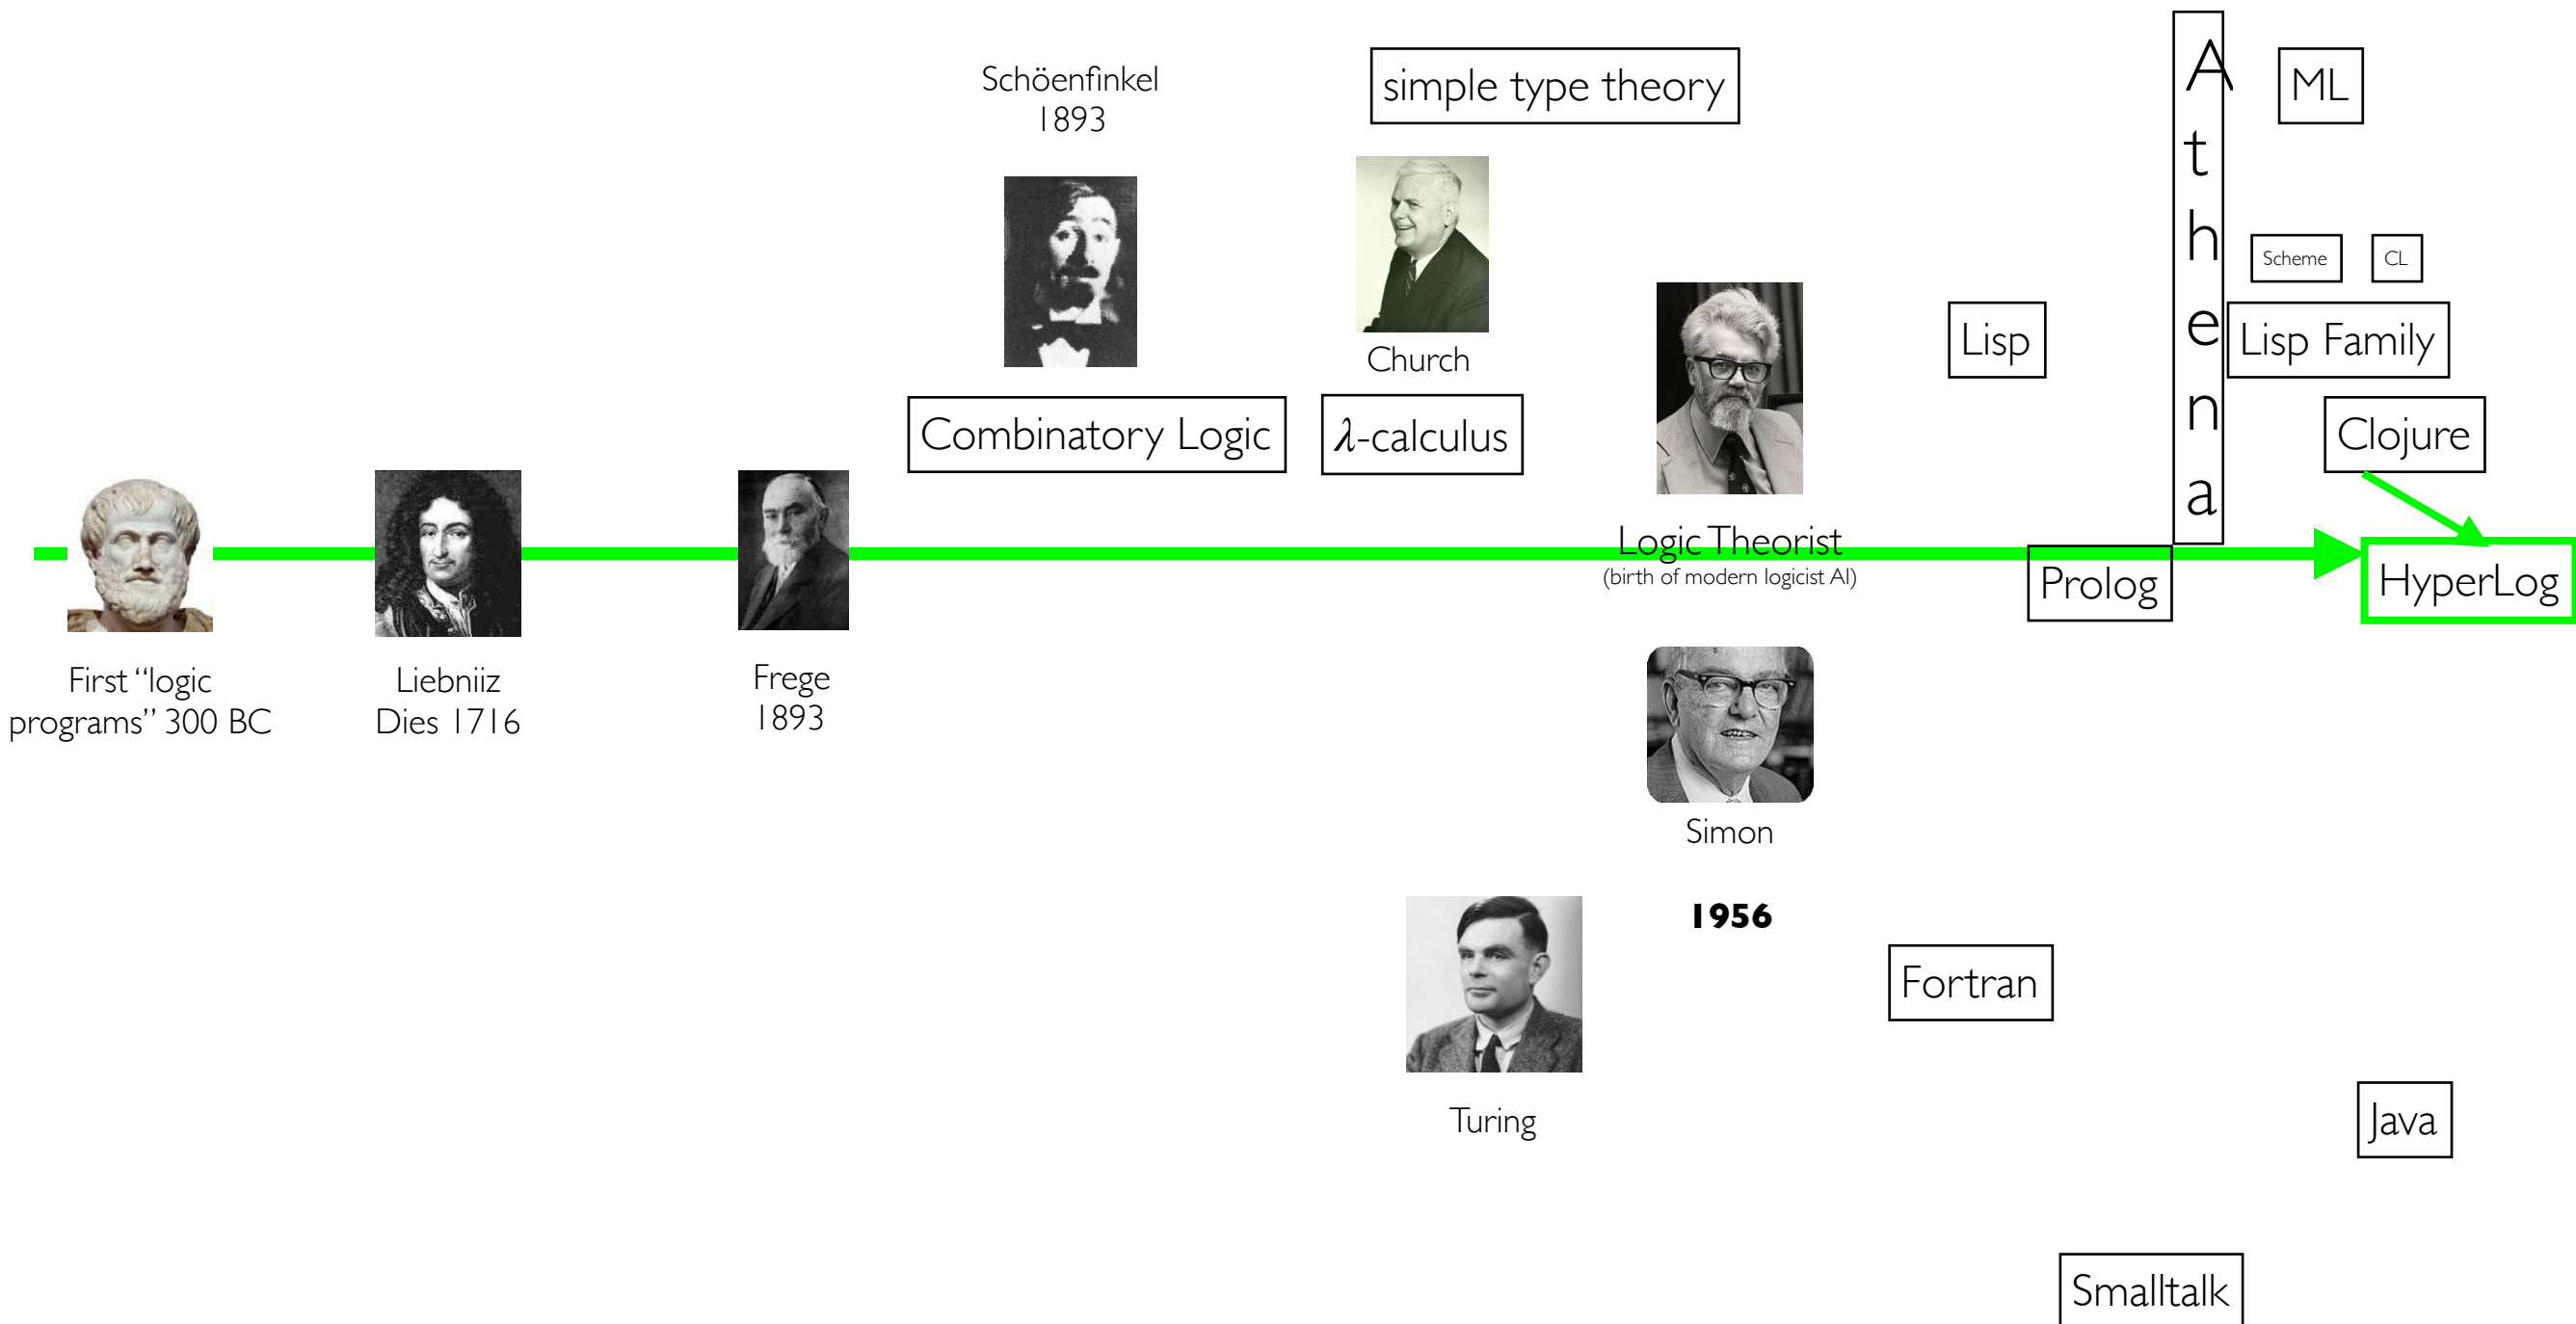 Schöenfinkel
1893
simple type theory
Athena
ML
Scheme
CL
Church
Lisp
Lisp Family
Combinatory Logic
λ-calculus
Clojure
Logic Theorist
(birth of modern logicist AI)
Prolog
HyperLog
First “logic
programs” 300 BC
Liebniiz
Dies 1716
Frege
1893
Simon
1956
Fortran
Turing
Java
Smalltalk